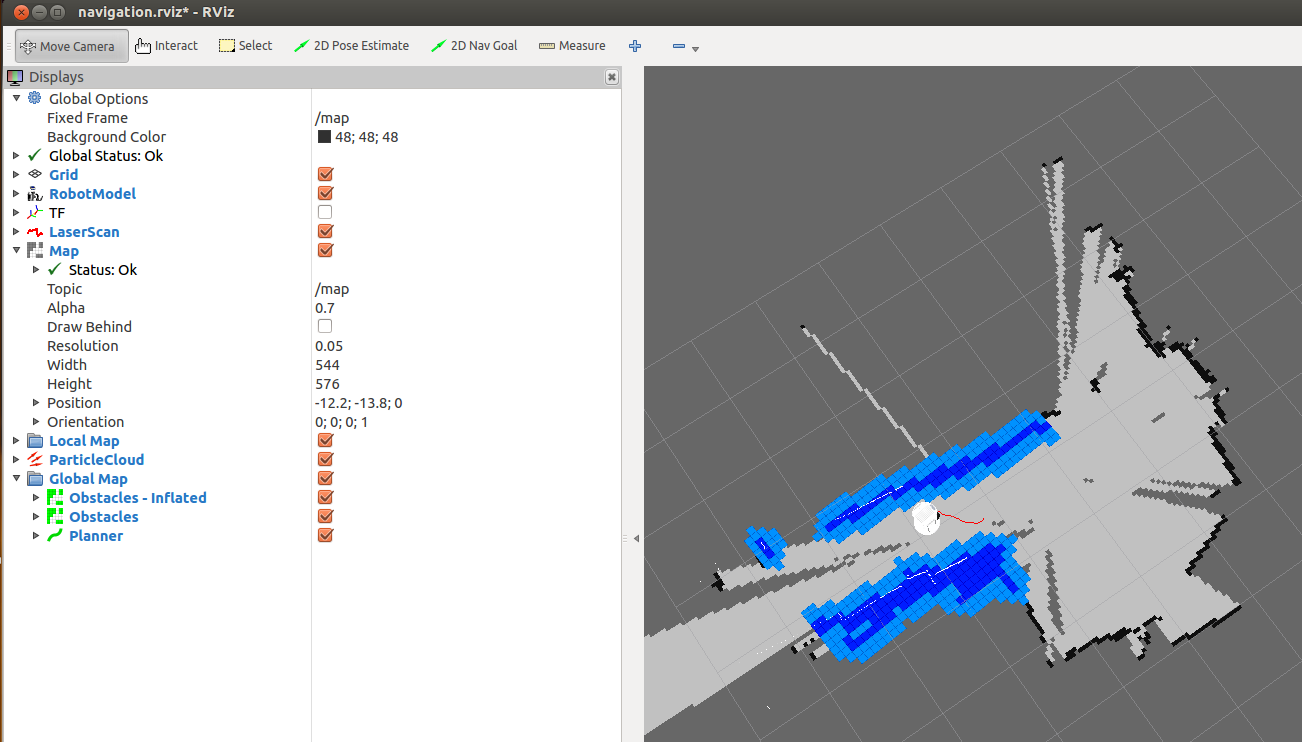 navigation.rviz* - RViz
Move Camera Interact Select 2D Pose Estimate 2D Nav Goal Measure
Displays
Global Options
Fixed Frame /map
Background Color 48; 48; 48
Global Status: Ok
Grid
RobotModel
TF
LaserScan
Map
Status: Ok
Topic /map
Alpha 0.7
Draw Behind
Resolution 0.05
Width 544
Height 576
Position -12.2; -13.8; 0
Orientation 0; 0; 0; 1
Local Map
ParticleCloud
Global Map
Obstacles - Inflated
Obstacles
Planner